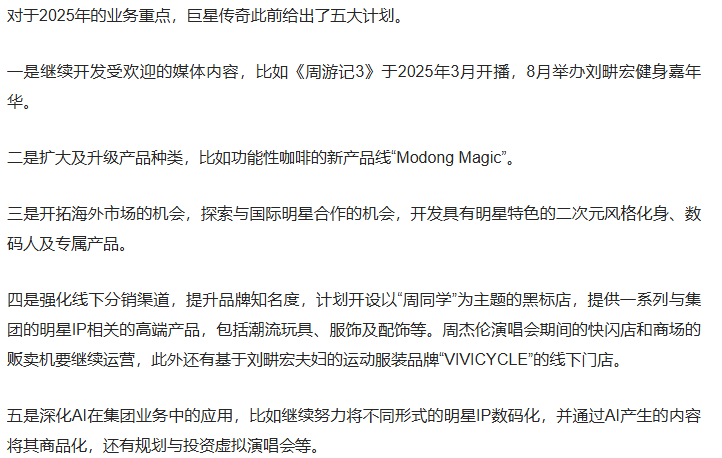 对于2025年的业务重点，巨星传奇此前给出了五大计划。
一是继续开发受欢迎的媒体内容，比如《周游记3》于2025年3月开播，8月举办刘畊宏健身嘉年
华。
二是扩大及升级产品种类，比如功能性咖啡的新产品线“Modong Magic”。
三是开拓海外市场的机会，探索与国际明星合作的机会，开发具有明星特色的二次元风格化身、数
码人及专属产品。
四是强化线下分销渠道，提升品牌知名度，计划开设以“周同学”为主题的黑标店，提供一系列与集
团的明星IP相关的高端产品，包括潮流玩具、服饰及配饰等。周杰伦演唱会期间的快闪店和商场的
贩卖机要继续运营，此外还有基于刘畊宏夫妇的运动服装品牌“VIVICYCLE”的线下门店。
五是深化AI在集团业务中的应用，比如继续努力将不同形式的明星IP数码化，并通过AI产生的内容
将其商品化，还有规划与投资虚拟演唱会等。